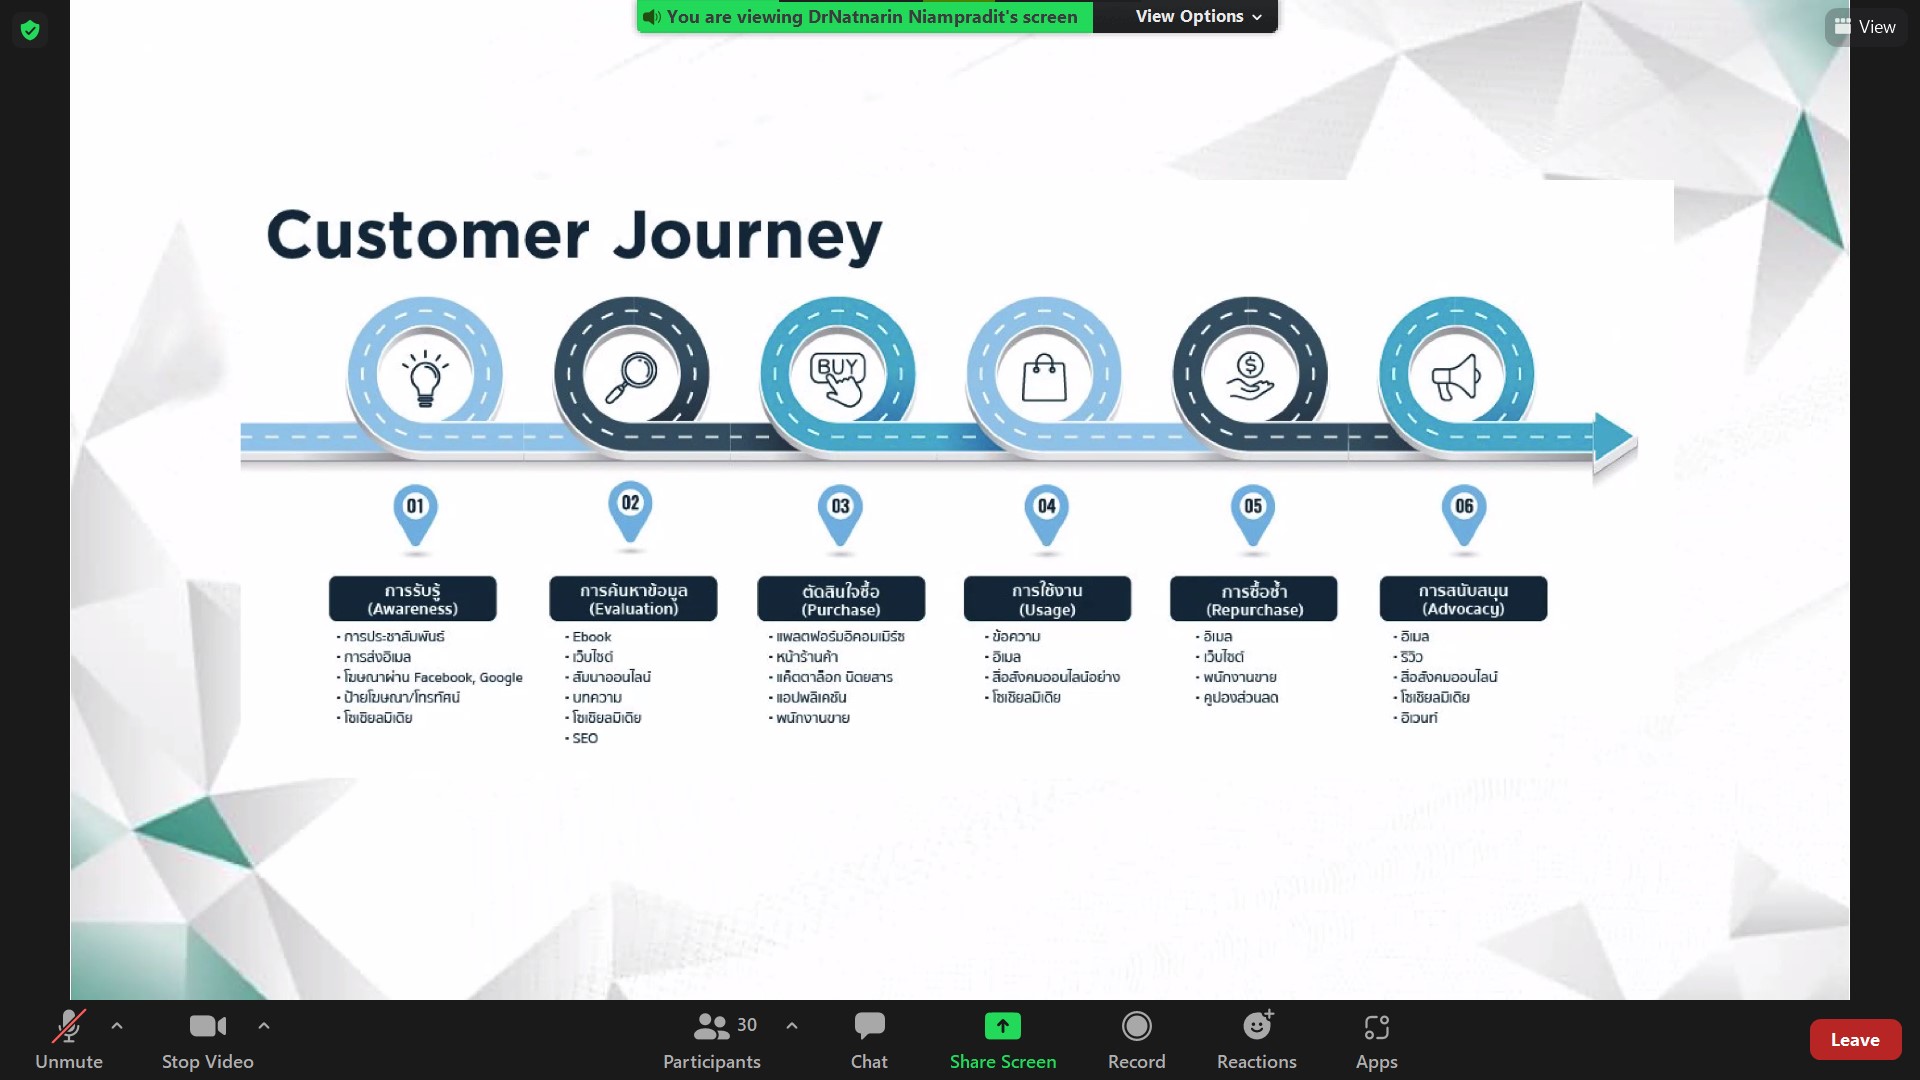 You are viewing DrNatnarin Niampradit's screen
View Options
View
Customer Journey
BUY
$
01
02
03
04
05
06
การรับรู้
(Awareness)
- การประชาสัมพันธ์
- การส่งอีเมล
- โฆษณาผ่าน Facebook, Google
- ป้ายโฆษณา/โทรทัศน์
- โซเชียลมิเดีย
การค้นหาข้อมูล
(Evaluation)
- Ebook
- เว็บไซต์
- สัมนาออนไลน์
- บทความ
- โซเชียลมิเดีย
- SEO
ตัดสินใจซื้อ
(Purchase)
- แพลตฟอร์มอีคอมเมิร์ซ
- หน้าร้านค้า
- แค็ตตาล็อก นิตยสาร
- แอปพลิเคชัน
- พนักงานขาย
การใช้งาน
(Usage)
- ข้อความ
- อีเมล
- สื่อสังคมออนไลน์อย่าง
- โซเชียลมิเดีย
การซื้อซ้ำ
(Repurchase)
- อีเมล
- เว็บไซต์
- พนักงานขาย
- คูปองส่วนลด
การสนับสนุน
(Advocacy)
- อีเมล
- รีวิว
- สื่อสังคมออนไลน์
- โซเชียลมิเดีย
- อีเวนท์
Unmute
Stop Video
30
Participants
Chat
Share Screen
Record
Reactions
Apps
Leave